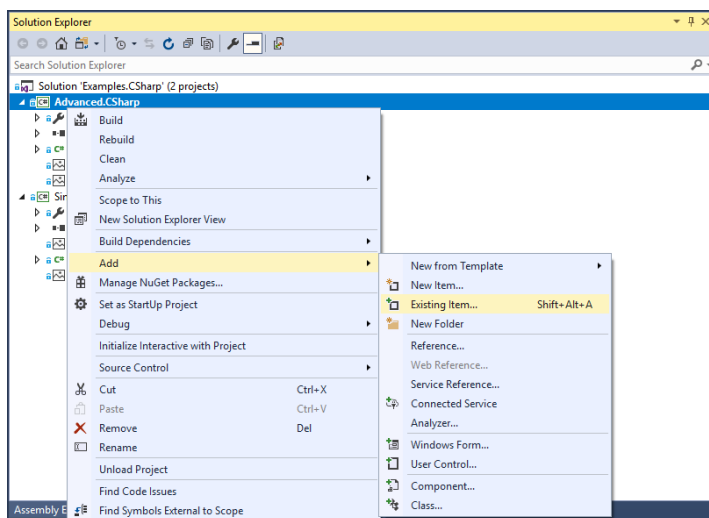 Solution Explorer
Search Solution Explorer
Solution 'Examples.CSharp' (2 projects)
Advanced.CSharp
Sir
Build
Rebuild
Clean
Analyze
Scope to This
New Solution Explorer View
Build Dependencies
Add
Manage NuGet Packages...
Set as StartUp Project
Debug
Initialize Interactive with Project
Source Control
Cut Ctrl+X
Paste Ctrl+V
Remove Del
Rename
Unload Project
Find Code Issues
Find Symbols External to Scope
New from Template
New Item...
Existing Item... Shift+Alt+A
New Folder
Reference...
Web Reference...
Service Reference...
Connected Service
Analyzer...
Windows Form...
User Control...
Component...
Class...
Assembly E